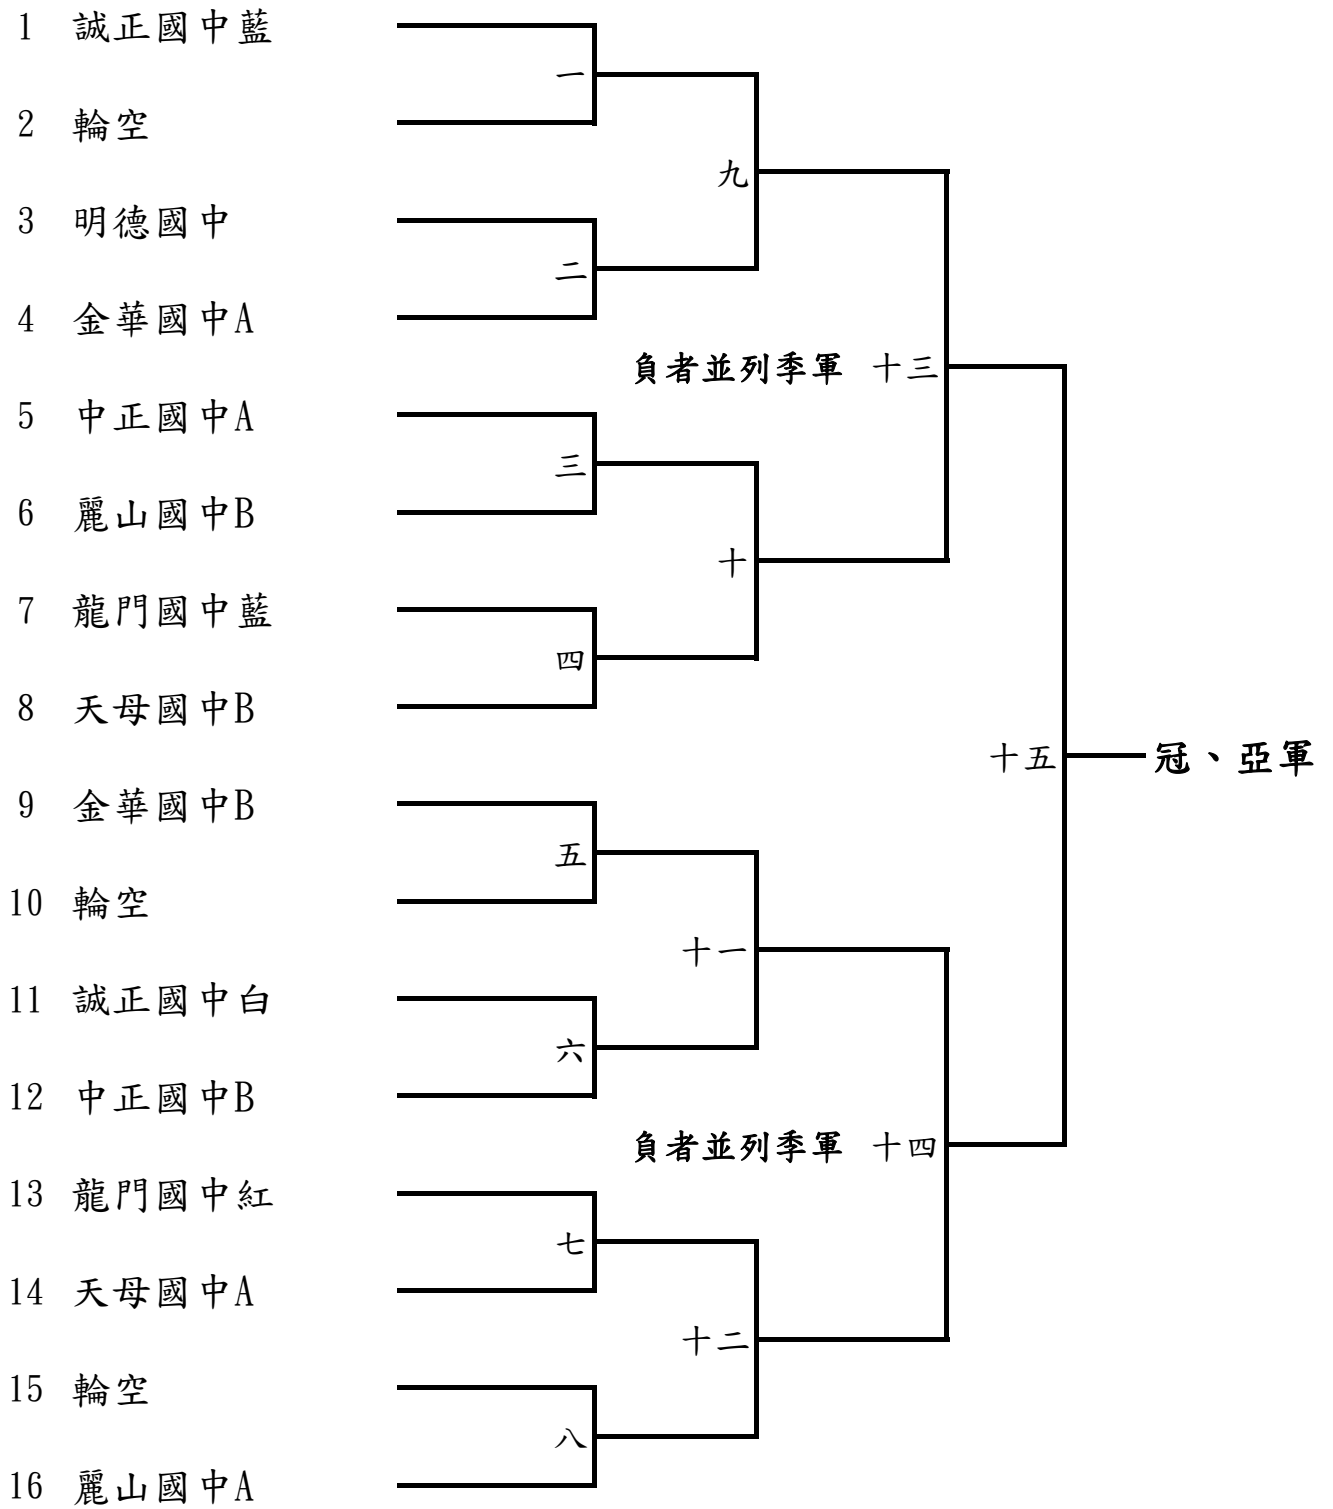 1 誠正國中藍
一
2 輪空
九
3 明德國中
二
4 金華國中A
負者並列季軍 十三
5 中正國中A
三
6 麗山國中B
十
7 龍門國中藍
四
8 天母國中B
十五 冠、亞軍
9 金華國中B
五
10 輪空
十一
11 誠正國中白
六
12 中正國中B
負者並列季軍 十四
13 龍門國中紅
七
14 天母國中A
十二
15 輪空
八
16 麗山國中A